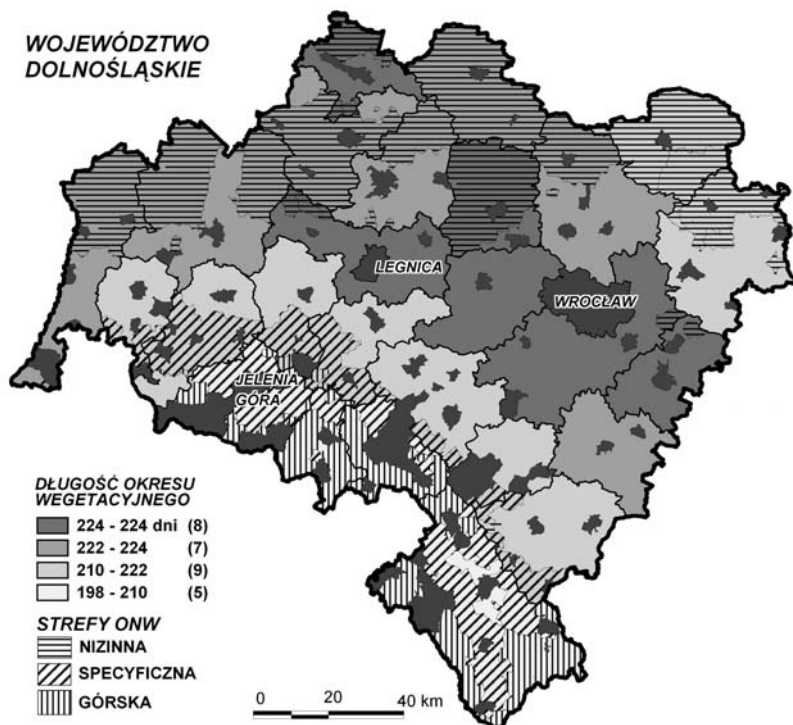 WOJEWÓDZTWO
DOLNOŚLĄSKIE
LEGNICA
WROCŁAW
JELENIA
GÓRA
DŁUGOŚĆ OKRESU
WEGETACYJNEGO
224 - 224 dni (8)
222 - 224 (7)
210 - 222 (9)
198 - 210 (5)
STREFY ONW
NIZINNA
SPECYFICZNA
GÓRSKA
0 20 40 km